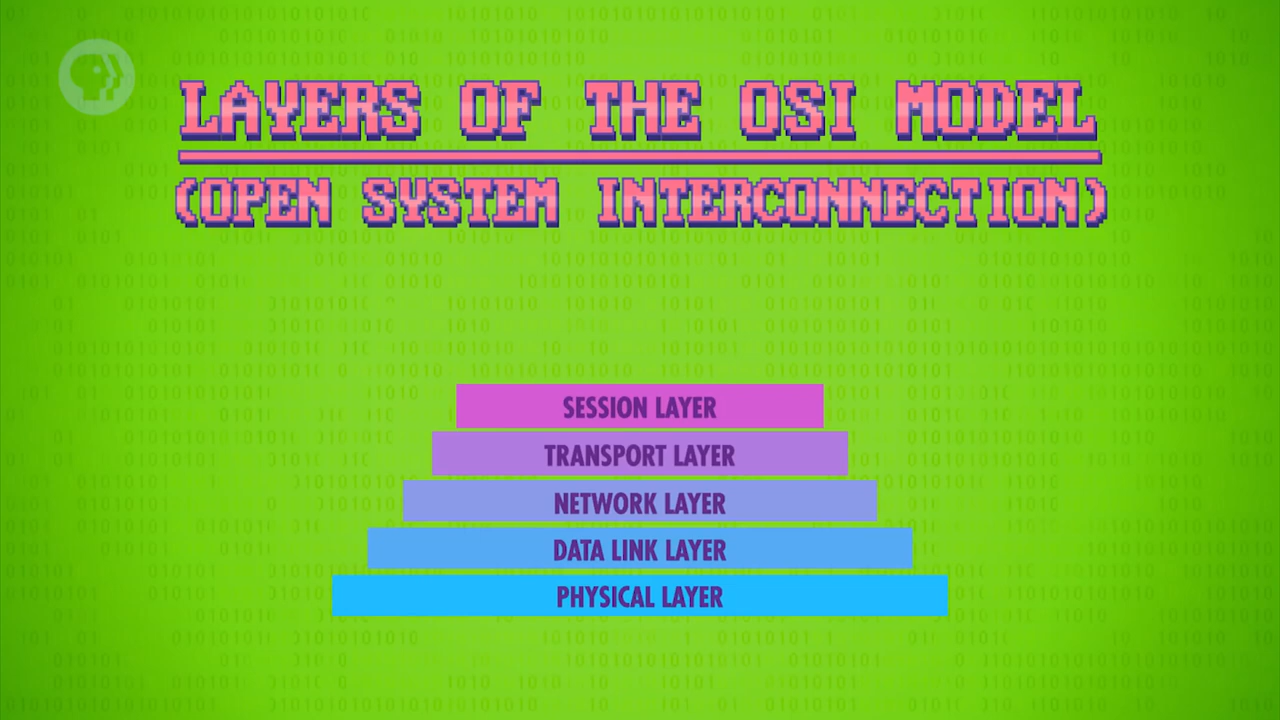 LAYERS OF THE OSI MODEL
(OPEN SYSTEM INTERCONNECTION)
SESSION LAYER
TRANSPORT LAYER
NETWORK LAYER
DATA LINK LAYER
PHYSICAL LAYER